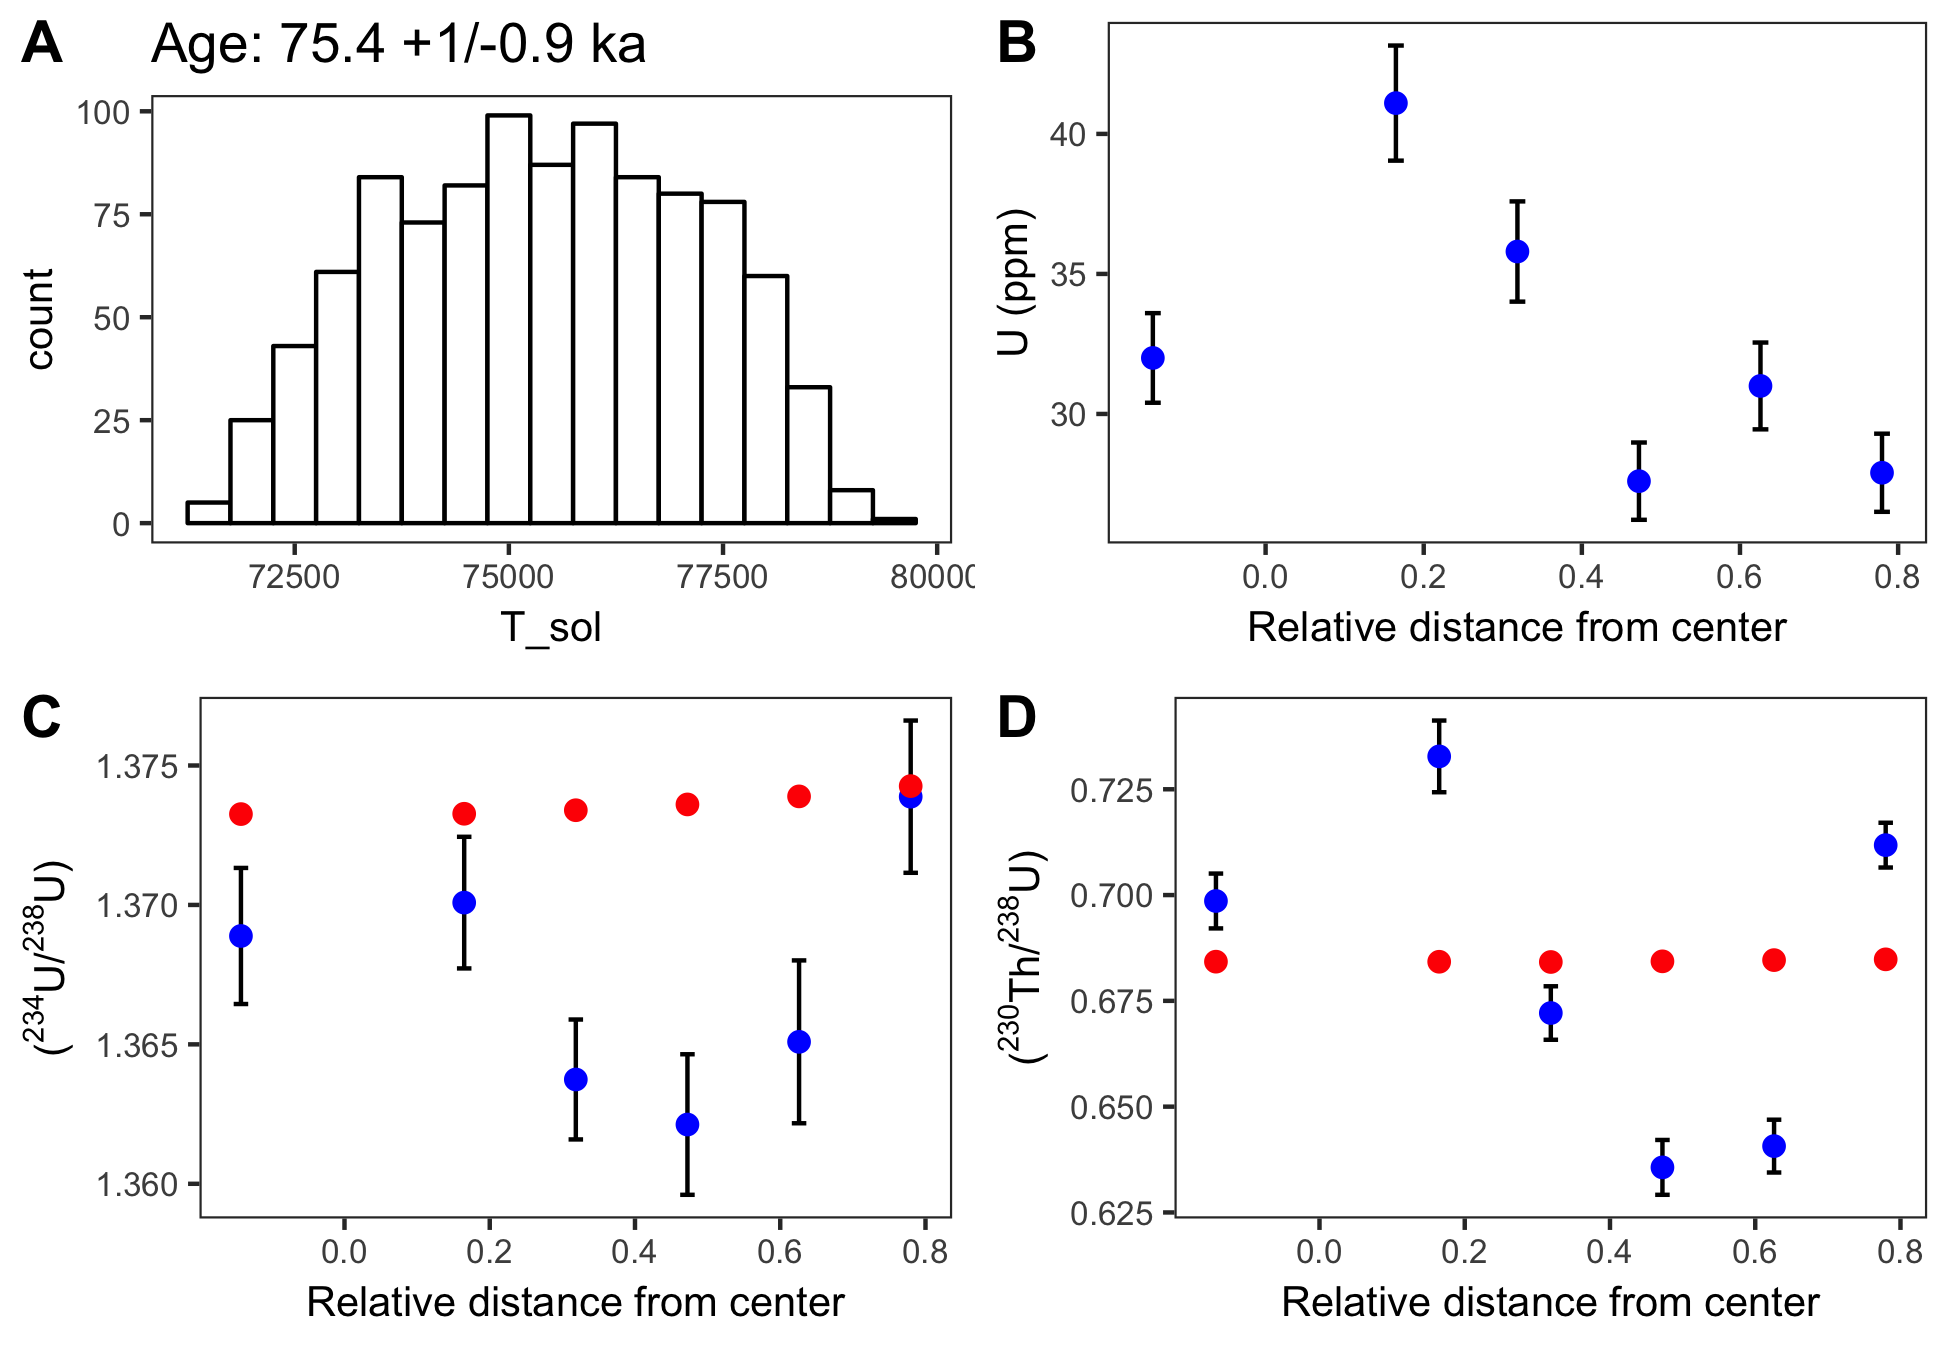 A Age: 75.4 +1/-0.9 ka
100
75
50
25
0
count
72500 75000 77500 8000
T_sol
B
40
35
30
U (ppm)
0.0 0.2 0.4 0.6 0.8
Relative distance from center
C
1.375
1.370
1.365
1.360
(²³⁴U/²³⁸U)
0.0 0.2 0.4 0.6 0.8
Relative distance from center
D
0.725
0.700
0.675
0.650
0.625
(²³⁰Th/²³⁸U)
0.0 0.2 0.4 0.6 0.8
Relative distance from center